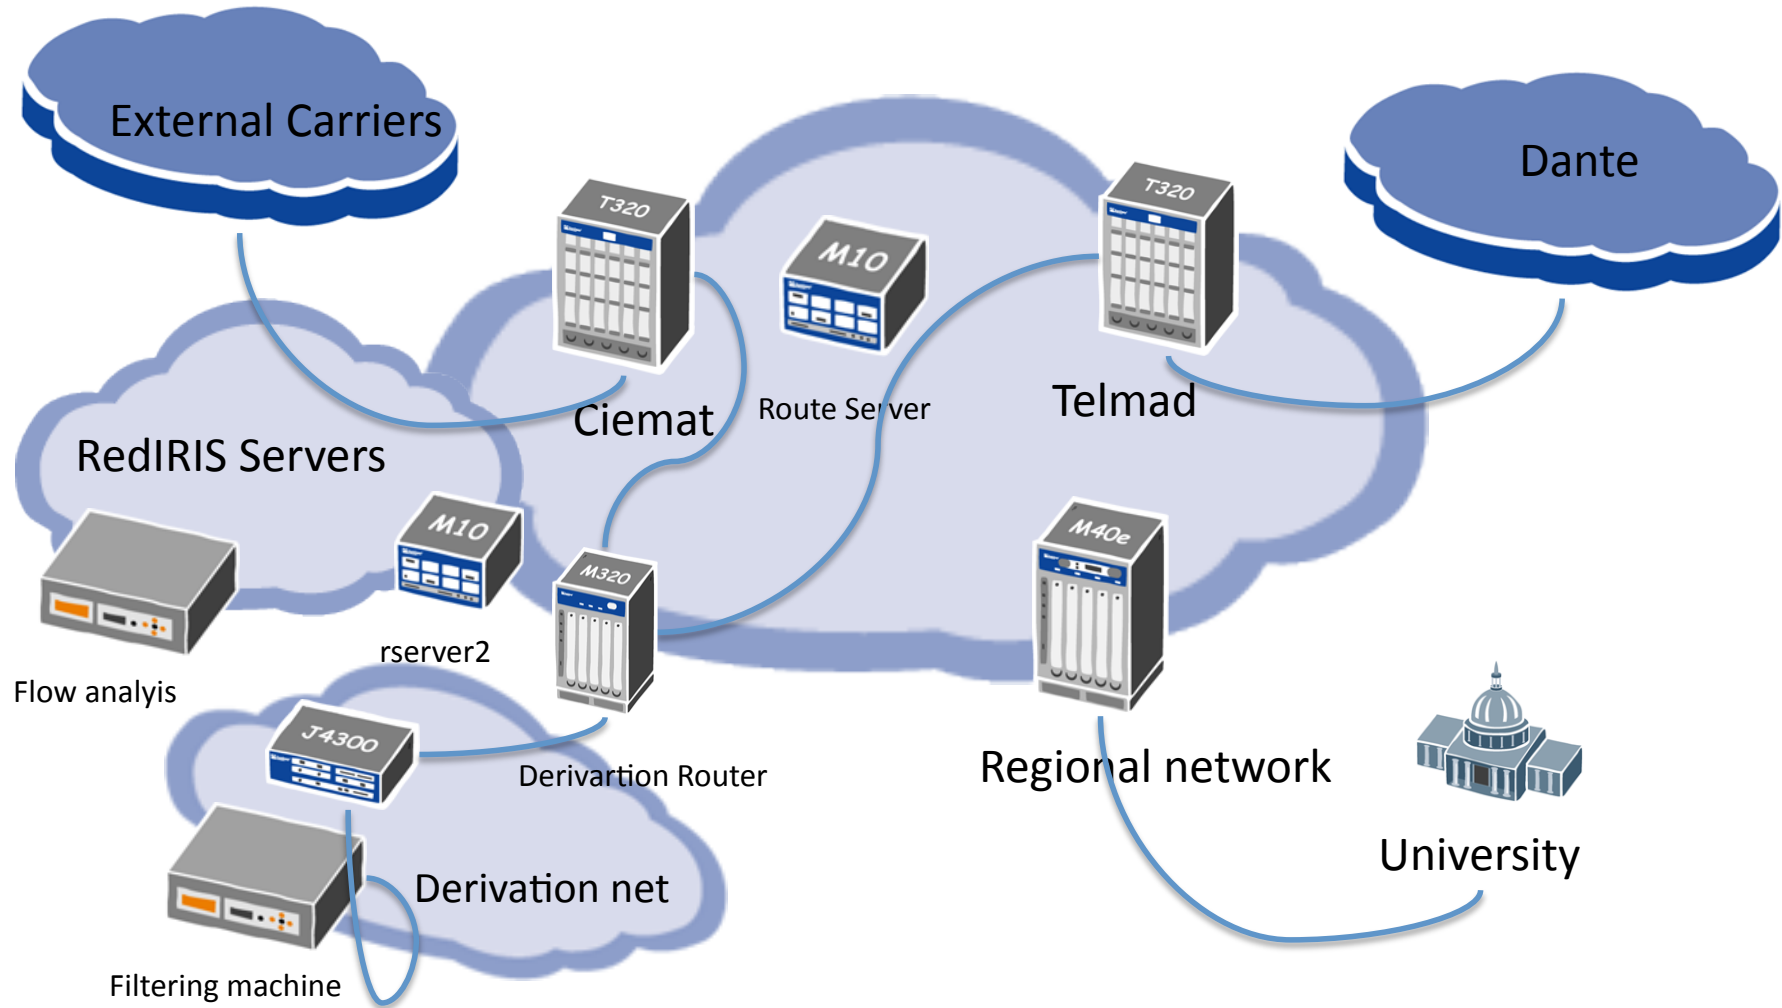 External Carriers
Dante
T320
T320
M10
Ciemat
Route Server
Telmad
RedIRIS Servers
M10
M40e
M320
rserver2
Flow analyis
J4300
Derivartion Router
Regional network
University
Derivation net
Filtering machine